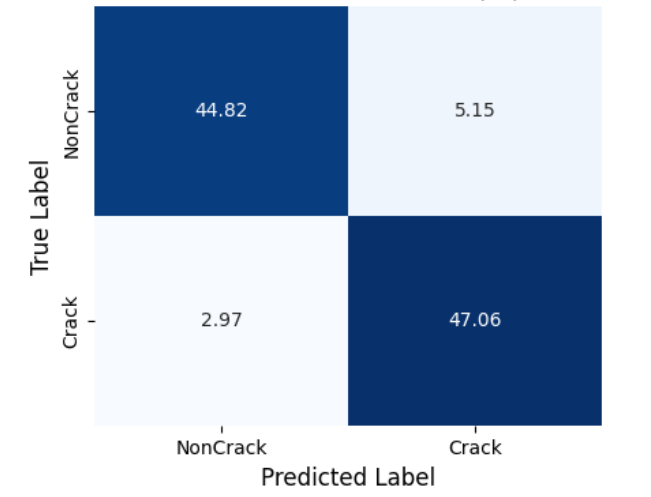 True Label
NonCrack
44.82
5.15
Crack
2.97
47.06
NonCrack
Crack
Predicted Label